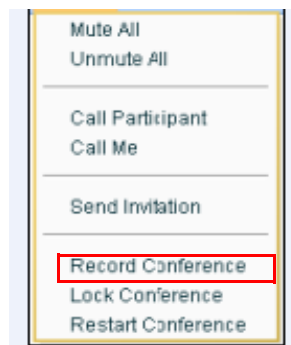 Mute All
Unmute All
Call Participant
Call Me
Send Invitation
Record Conference
Lock Conference
Restart Conference